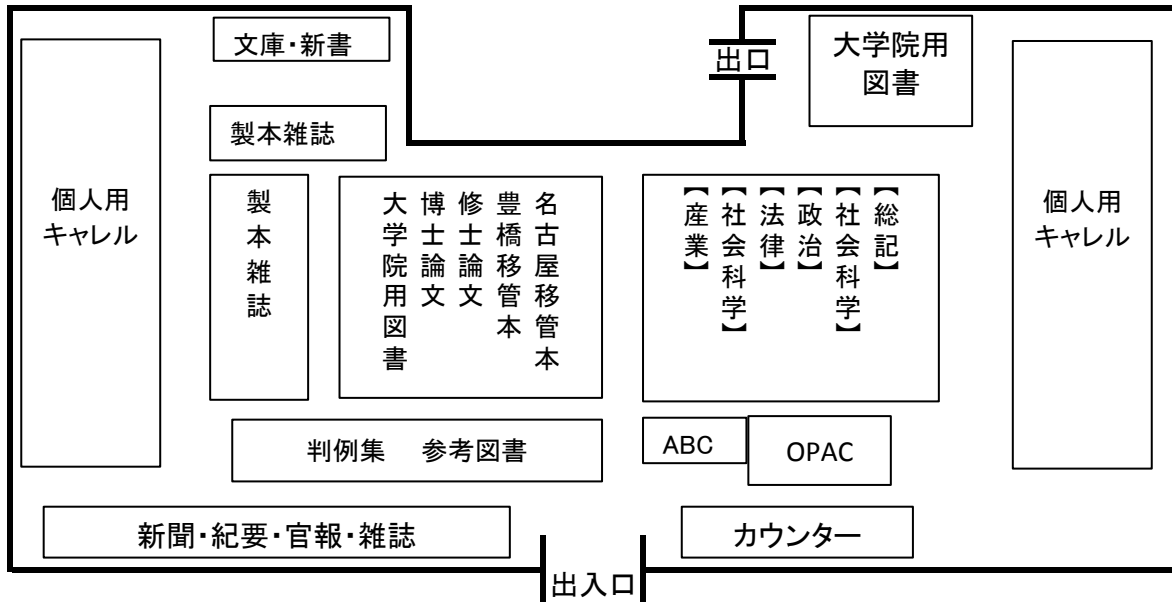 文庫・新書
出口
大学院用
図書
製本雑誌
個人用
キャレル
製本雑誌
名古屋移管本
豊橋移管本
修士論文
博士論文
大学院用図書
【総記】
【社会科学】
【政治】
【法律】
【社会科学】
【産業】
個人用
キャレル
判例集 参考図書
ABC
OPAC
新聞・紀要・官報・雑誌
カウンター
出入口